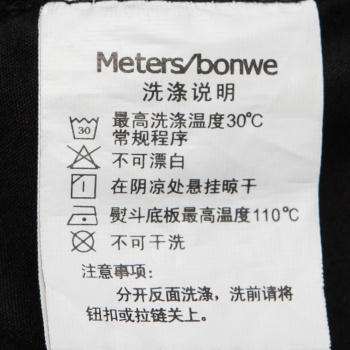 Meters/bonwe
洗涤说明
30
最高洗涤温度30℃
常规程序
不可漂白
在阴凉处悬挂晾干
熨斗底板最高温度110℃
不可干洗
注意事项:
分开反面洗涤,洗前请将
钮扣或拉链关上。